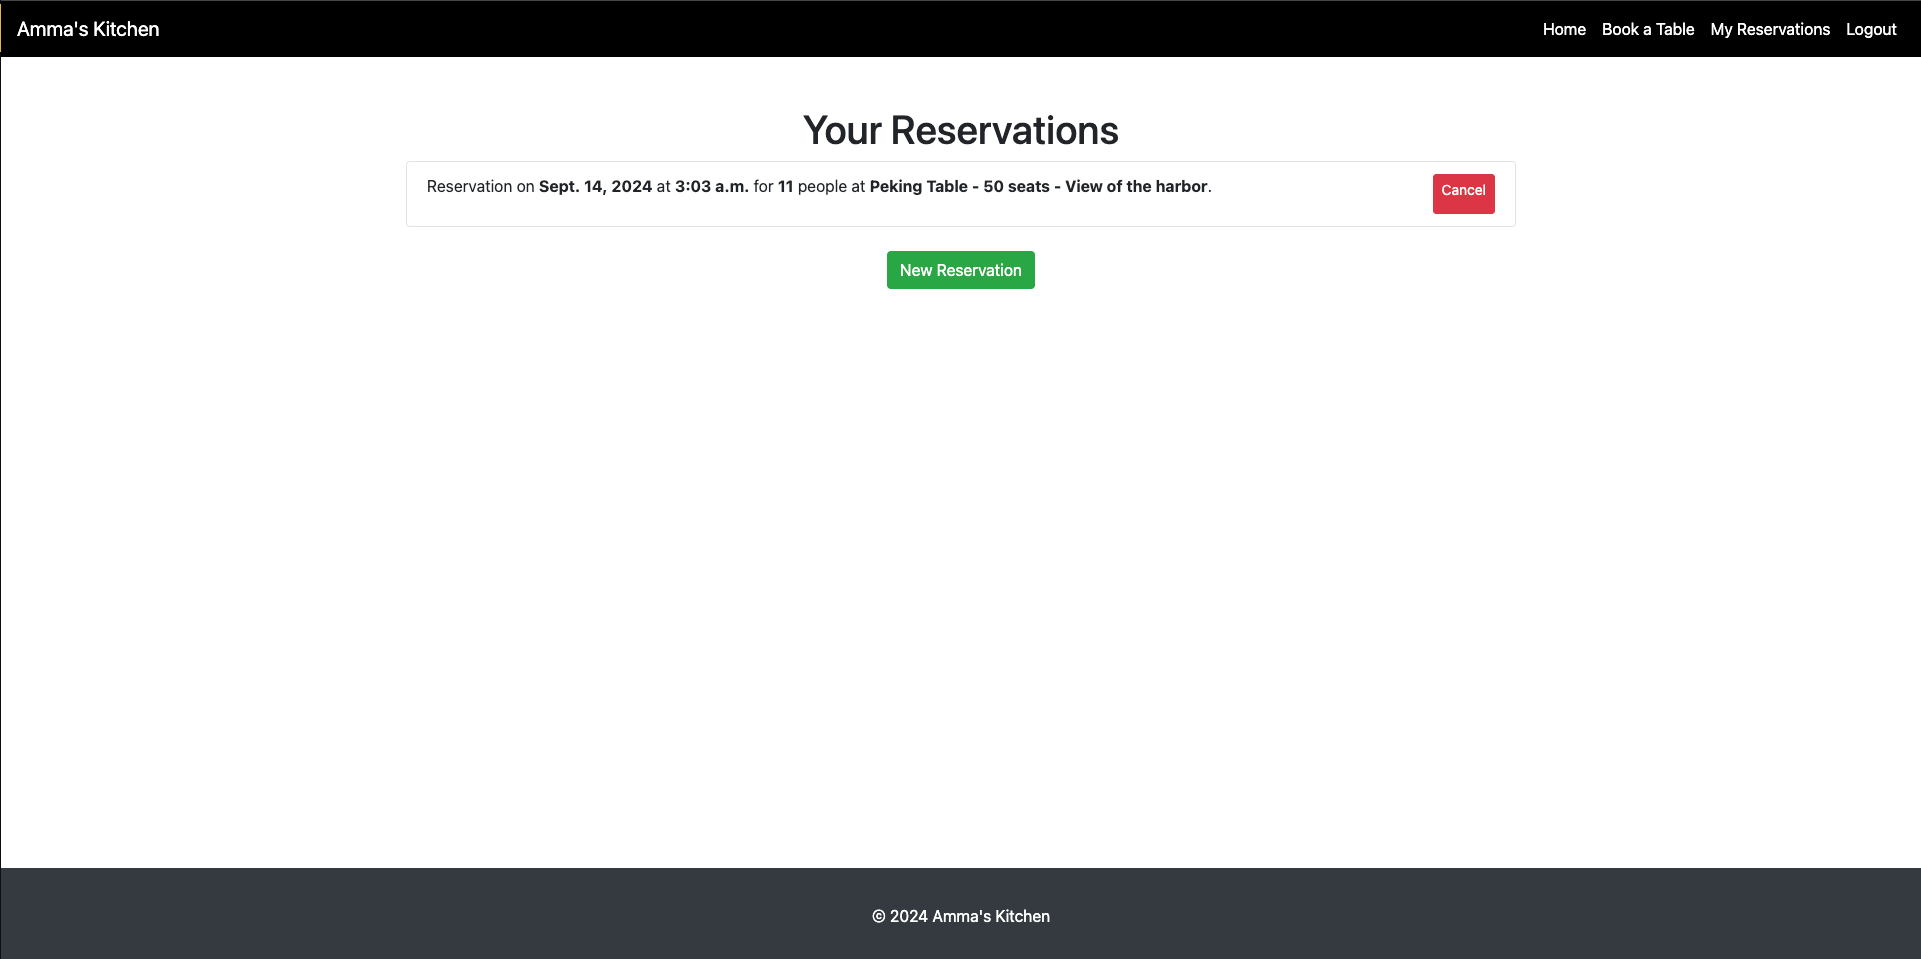 Amma's Kitchen Home Book a Table My Reservations Logout
Your Reservations
Reservation on Sept. 14, 2024 at 3:03 a.m. for 11 people at Peking Table - 50 seats - View of the harbor. Cancel
New Reservation
© 2024 Amma's Kitchen